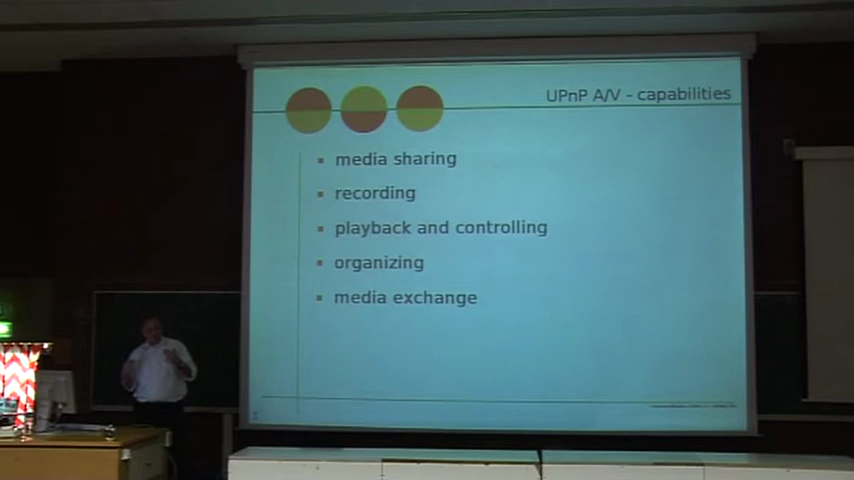 UPnP A/V - capabilities
media sharing
recording
playback and controlling
organizing
media exchange